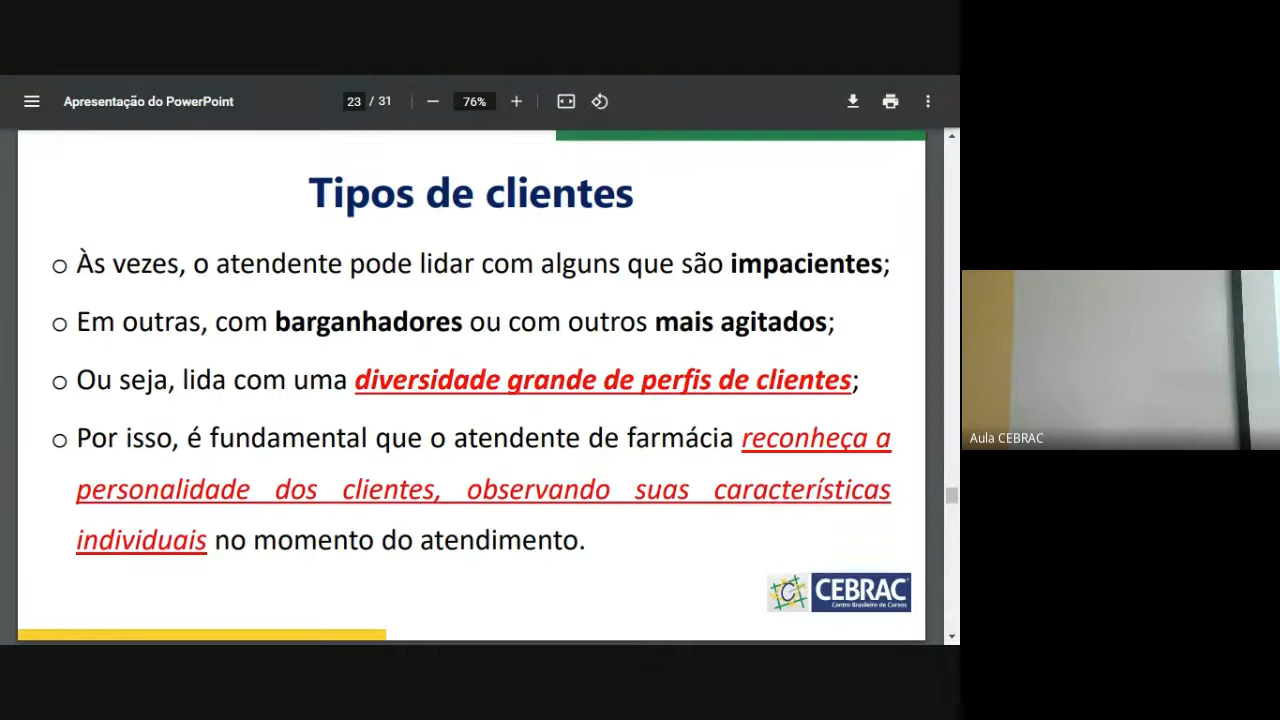 Apresentação do PowerPoint
23 / 31
76%
Tipos de clientes
o Às vezes, o atendente pode lidar com alguns que são impacientes;
o Em outras, com barganhadores ou com outros mais agitados;
o Ou seja, lida com uma diversidade grande de perfis de clientes;
o Por isso, é fundamental que o atendente de farmácia reconheça a
personalidade dos clientes, observando suas características
individuais no momento do atendimento.
C CEBRAC
Centro Brasileiro de Cursos
Aula CEBRAC